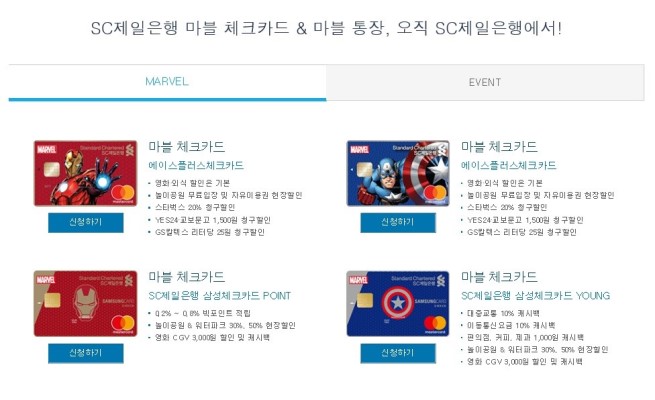 SC제일은행 마블 체크카드 & 마블 통장, 오직 SC제일은행에서!
MARVEL
EVENT
MARVEL
Standard Chartered
SC제일은행
mastercard
마블 체크카드
에이스플러스체크카드
• 영화·외식 할인은 기본
• 놀이공원 무료입장 및 자유이용권 현장할인
• 스타벅스 20% 청구할인
• YES24·교보문고 1,500원 청구할인
• GS칼텍스 리터당 25원 청구할인
신청하기
MARVEL
Standard Chartered
SC제일은행
mastercard
마블 체크카드
에이스플러스체크카드
• 영화·외식 할인은 기본
• 놀이공원 무료입장 및 자유이용권 현장할인
• 스타벅스 20% 청구할인
• YES24·교보문고 1,500원 청구할인
• GS칼텍스 리터당 25원 청구할인
신청하기
MARVEL
Standard Chartered
SC제일은행
SAMSUNG CARD
mastercard
마블 체크카드
SC제일은행 삼성체크카드 POINT
• 0.2% ~ 0.8% 빅포인트 적립
• 놀이공원 & 워터파크 30%, 50% 현장할인
• 영화 CGV 3,000원 할인 및 캐시백
신청하기
MARVEL
Standard Chartered
SC제일은행
SAMSUNG CARD
mastercard
마블 체크카드
SC제일은행 삼성체크카드 YOUNG
• 대중교통 10% 캐시백
• 이동통신요금 10% 캐시백
• 편의점, 커피, 제과 1,000원 캐시백
• 놀이공원 & 워터파크 30%, 50% 현장할인
• 영화 CGV 3,000원 할인 및 캐시백
신청하기